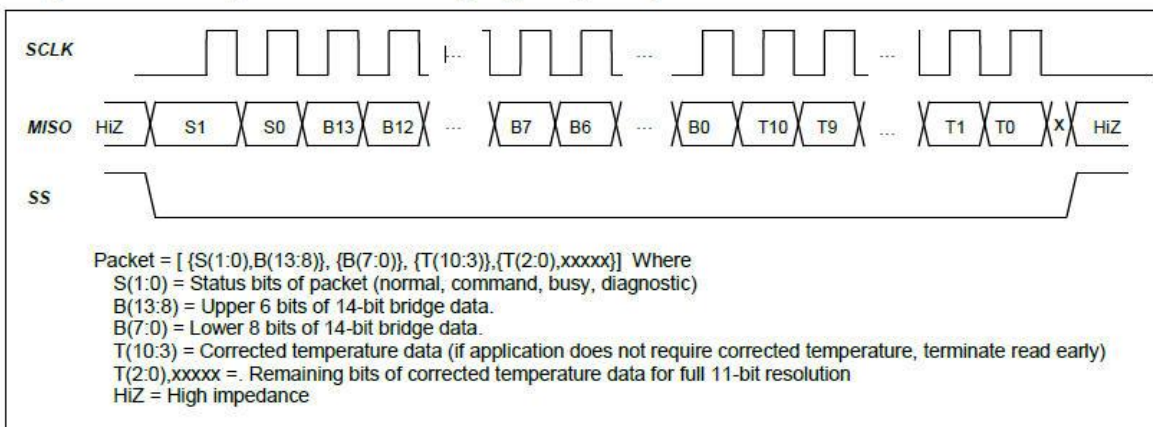 SCLK
... ... ...
MISO HiZ S1 S0 B13 B12 ... B7 B6 ... B0 T10 T9 ... T1 T0 X HiZ
SS
Packet = [ {S(1:0),B(13:8)}, {B(7:0)}, {T(10:3)},{T(2:0),xxxxx}] Where
S(1:0) = Status bits of packet (normal, command, busy, diagnostic)
B(13:8) = Upper 6 bits of 14-bit bridge data.
B(7:0) = Lower 8 bits of 14-bit bridge data.
T(10:3) = Corrected temperature data (if application does not require corrected temperature, terminate read early)
T(2:0),xxxxx =. Remaining bits of corrected temperature data for full 11-bit resolution
HiZ = High impedance